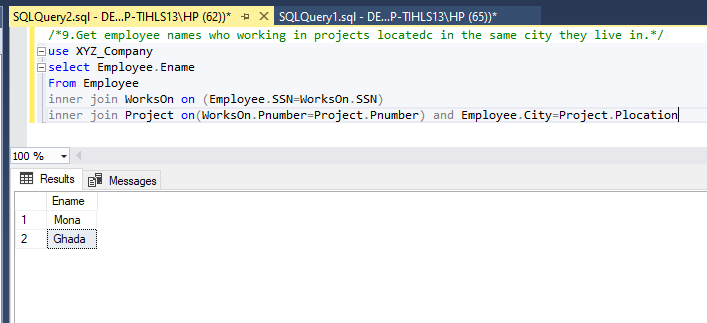 SQLQuery2.sql - DE...P-TIHLS13\HP (62))* SQLQuery1.sql - DE...P-TIHLS13\HP (65))*
/*9.Get employee names who working in projects locatedc in the same city they live in.*/
use XYZ_Company
select Employee.Ename
From Employee
inner join WorksOn on (Employee.SSN=WorksOn.SSN)
inner join Project on(WorksOn.Pnumber=Project.Pnumber) and Employee.City=Project.Plocation
100 %
Results Messages
Ename
1 Mona
2 Ghada